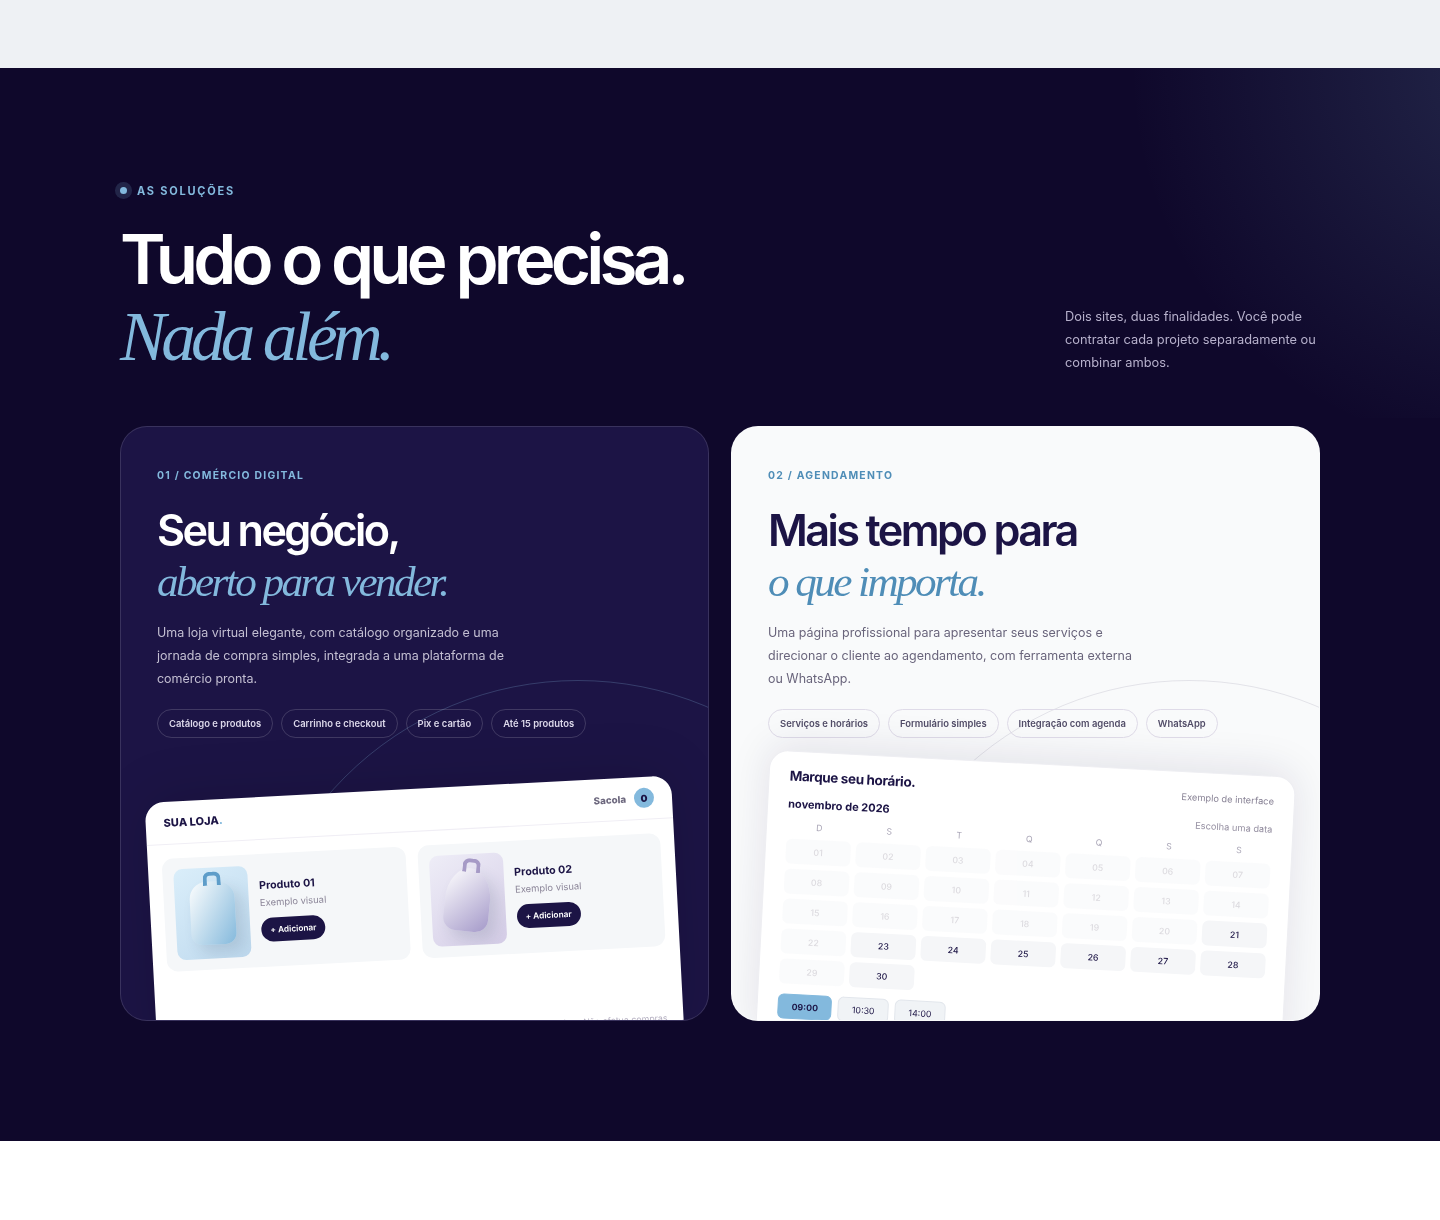 AS SOLUÇÕES
Tudo o que precisa.
Nada além.
Dois sites, duas finalidades. Você pode
contratar cada projeto separadamente ou
combinar ambos.
01 / COMÉRCIO DIGITAL
Seu negócio,
aberto para vender.
Uma loja virtual elegante, com catálogo organizado e uma
jornada de compra simples, integrada a uma plataforma de
comércio pronta.
Catálogo e produtos
Carrinho e checkout
Pix e cartão
Até 15 produtos
SUA LOJA.
Sacola 0
Produto 01
Exemplo visual
+ Adicionar
Produto 02
Exemplo visual
+ Adicionar
02 / AGENDAMENTO
Mais tempo para
o que importa.
Uma página profissional para apresentar seus serviços e
direcionar o cliente ao agendamento, com ferramenta externa
ou WhatsApp.
Serviços e horários
Formulário simples
Integração com agenda
WhatsApp
Marque seu horário.
Exemplo de interface
novembro de 2026
Escolha uma data
D S T Q Q S S
01 02 03 04 05 06 07
08 09 10 11 12 13 14
15 16 17 18 19 20 21
22 23 24 25 26 27 28
29 30
09:00 10:30 14:00